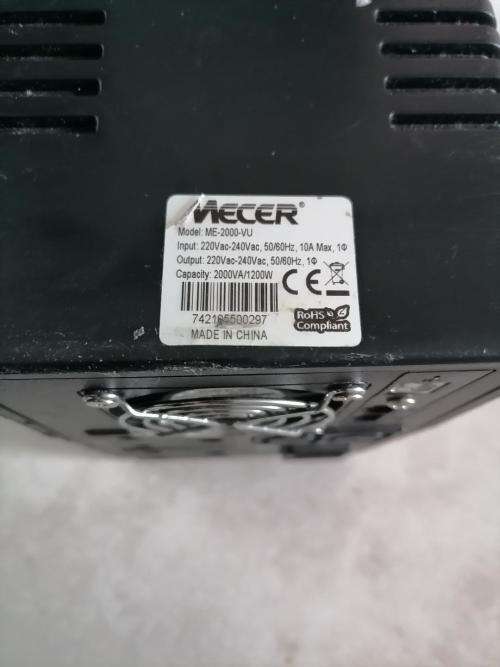 MECER®
Model: ME-2000-VU
Input: 220Vac-240Vac, 50/60Hz, 10A Max, 1Φ
Output: 220Vac-240Vac, 50/60Hz, 1Φ
Capacity: 2000VA/1200W
CE
742105500297
RoHS
Compliant
MADE IN CHINA